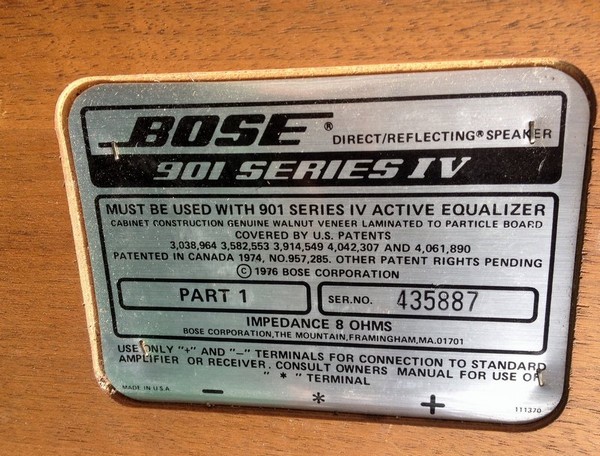 BOSE® DIRECT/REFLECTING® SPEAKER
901 SERIES IV
MUST BE USED WITH 901 SERIES IV ACTIVE EQUALIZER
CABINET CONSTRUCTION GENUINE WALNUT VENEER LAMINATED TO PARTICLE BOARD
COVERED BY U.S. PATENTS
3,038,964 3,582,553 3,914,549 4,042,307 AND 4,061,890
PATENTED IN CANADA 1974, NO.957,285. OTHER PATENT RIGHTS PENDING
© 1976 BOSE CORPORATION
PART 1 SER.NO. 435887
IMPEDANCE 8 OHMS
BOSE CORPORATION, THE MOUNTAIN, FRAMINGHAM, MA. 01701
USE ONLY "+" AND "−" TERMINALS FOR CONNECTION TO STANDARD
AMPLIFIER OR RECEIVER. CONSULT OWNERS MANUAL FOR USE OF
" * " TERMINAL
MADE IN U.S.A
− * +
111370